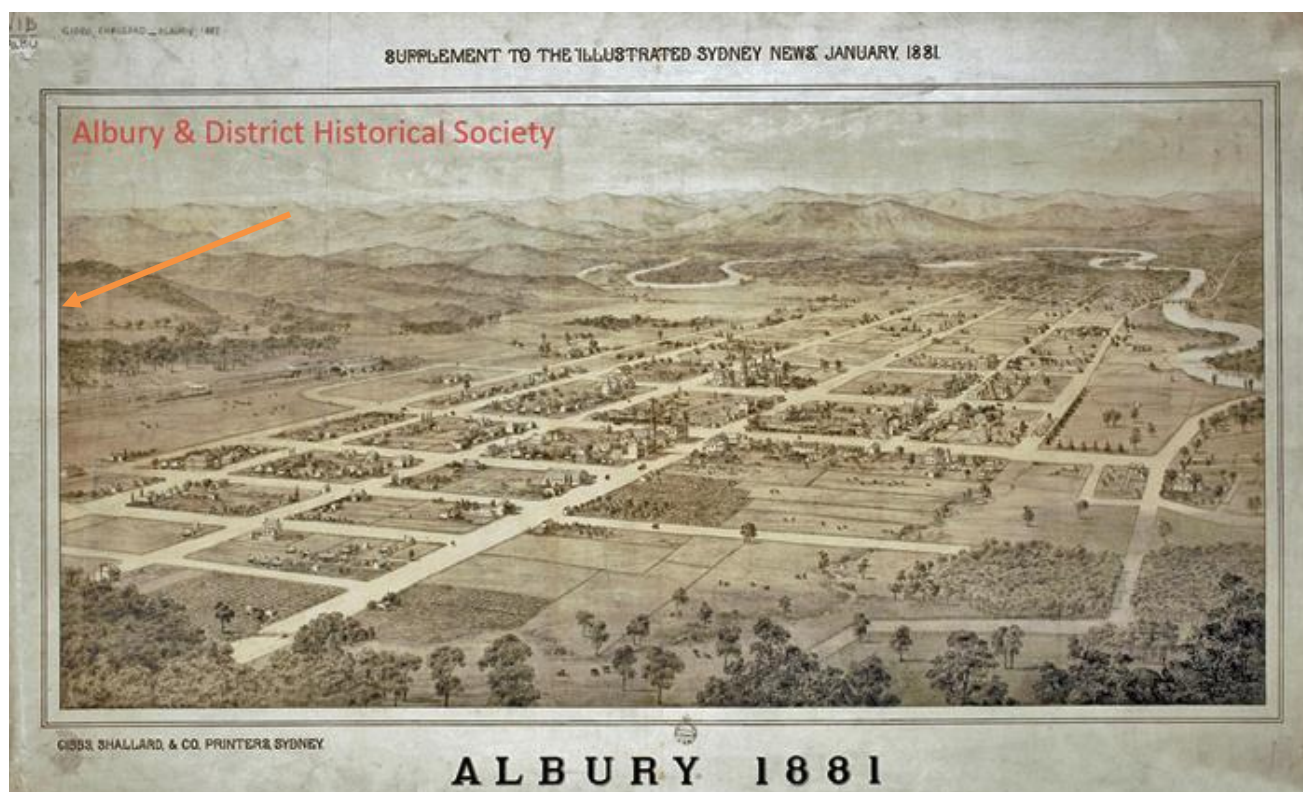 SUPPLEMENT TO THE "ILLUSTRATED SYDNEY NEWS" JANUARY, 1881.
Albury & District Historical Society
GIBBS, SHALLARD, & CO. PRINTERS, SYDNEY.
ALBURY 1881